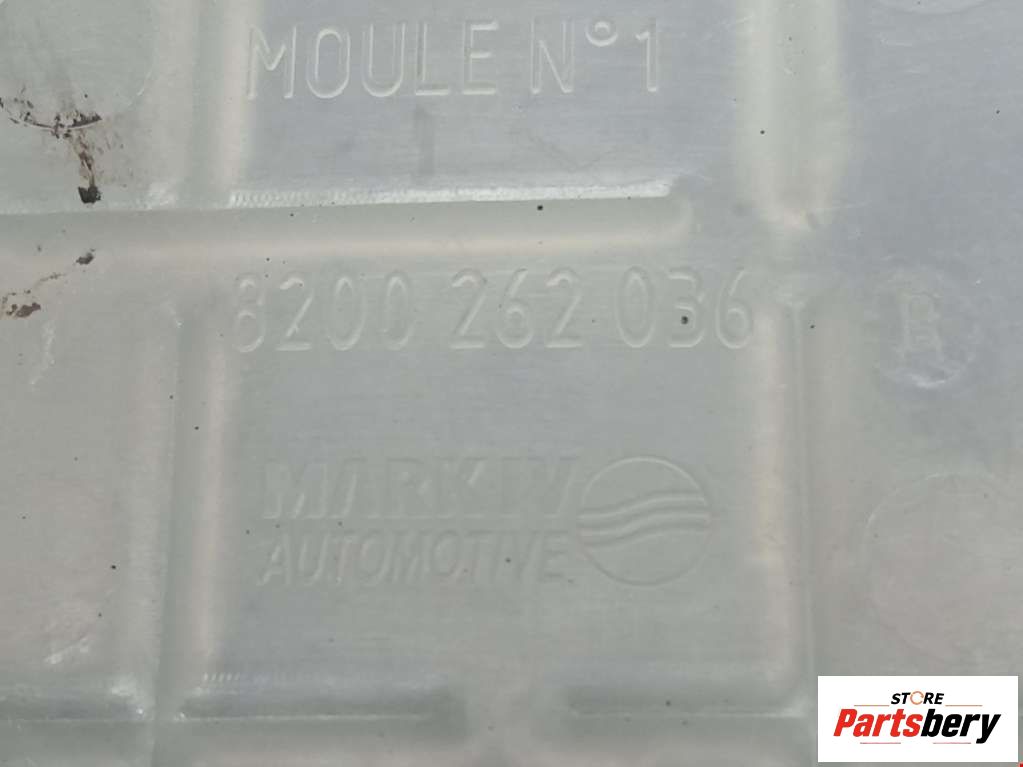 MOULE N°1
8200 262 036
R
MARK IV
AUTOMOTIVE
STORE
Partsbery